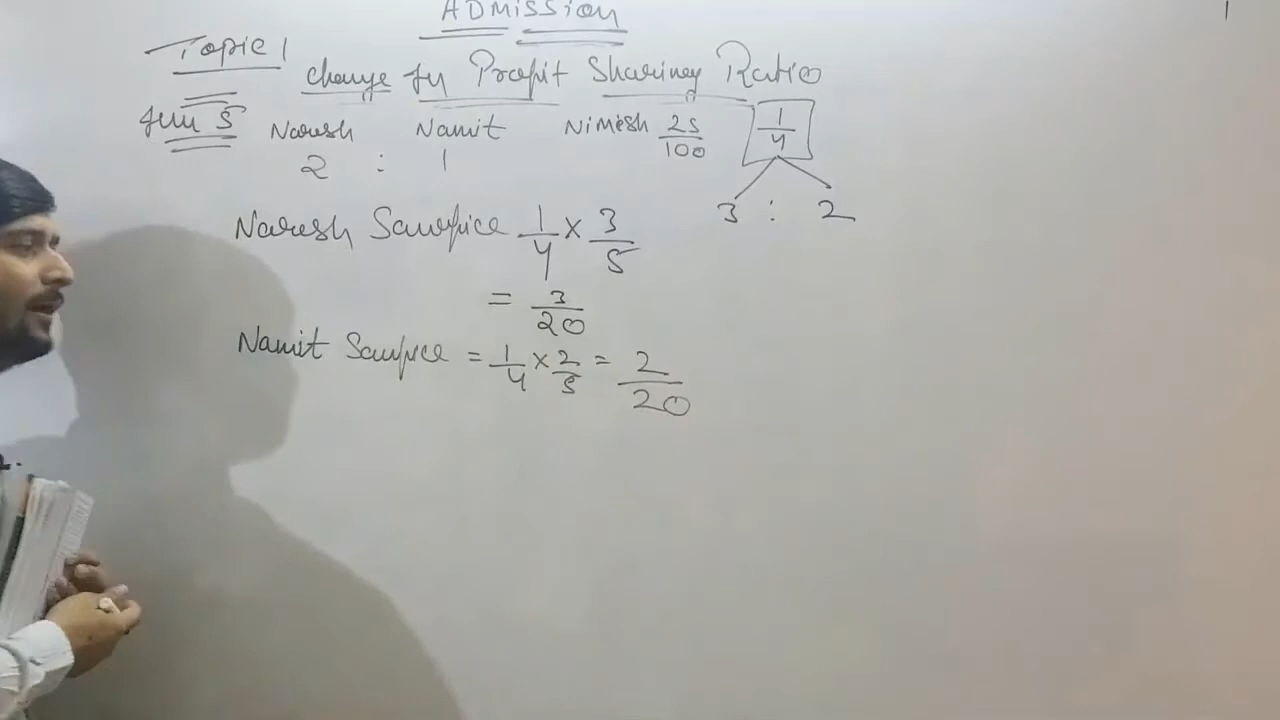 ADMISSION
Topic 1
Change in Profit Sharing Ratio
Naresh Namit Nimesh 25/100 1/4
2 : 1
3 : 2
Naresh Sacrifice 1/4 × 3/5
= 3/20
Namit Sacrifice = 1/4 × 2/5 = 2/20